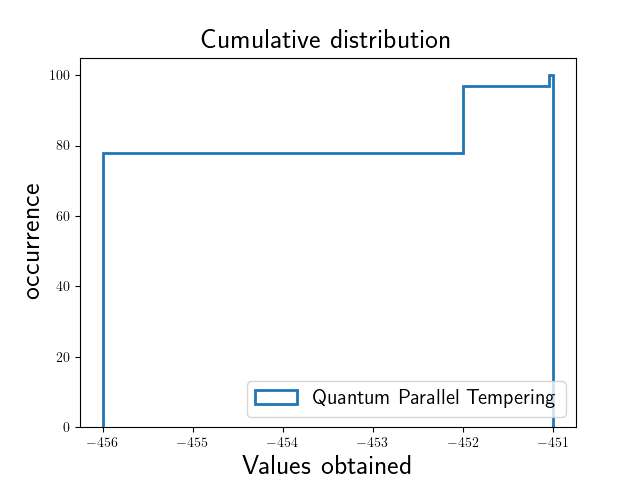 Cumulative distribution
occurrence
100
80
60
40
20
0
Quantum Parallel Tempering
−456 −455 −454 −453 −452 −451
Values obtained